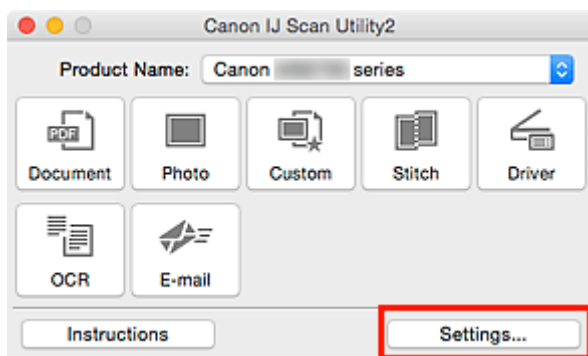 Canon IJ Scan Utility2
Product Name: Canon series
PDF
Document Photo Custom Stitch Driver
OCR E-mail
Instructions Settings...